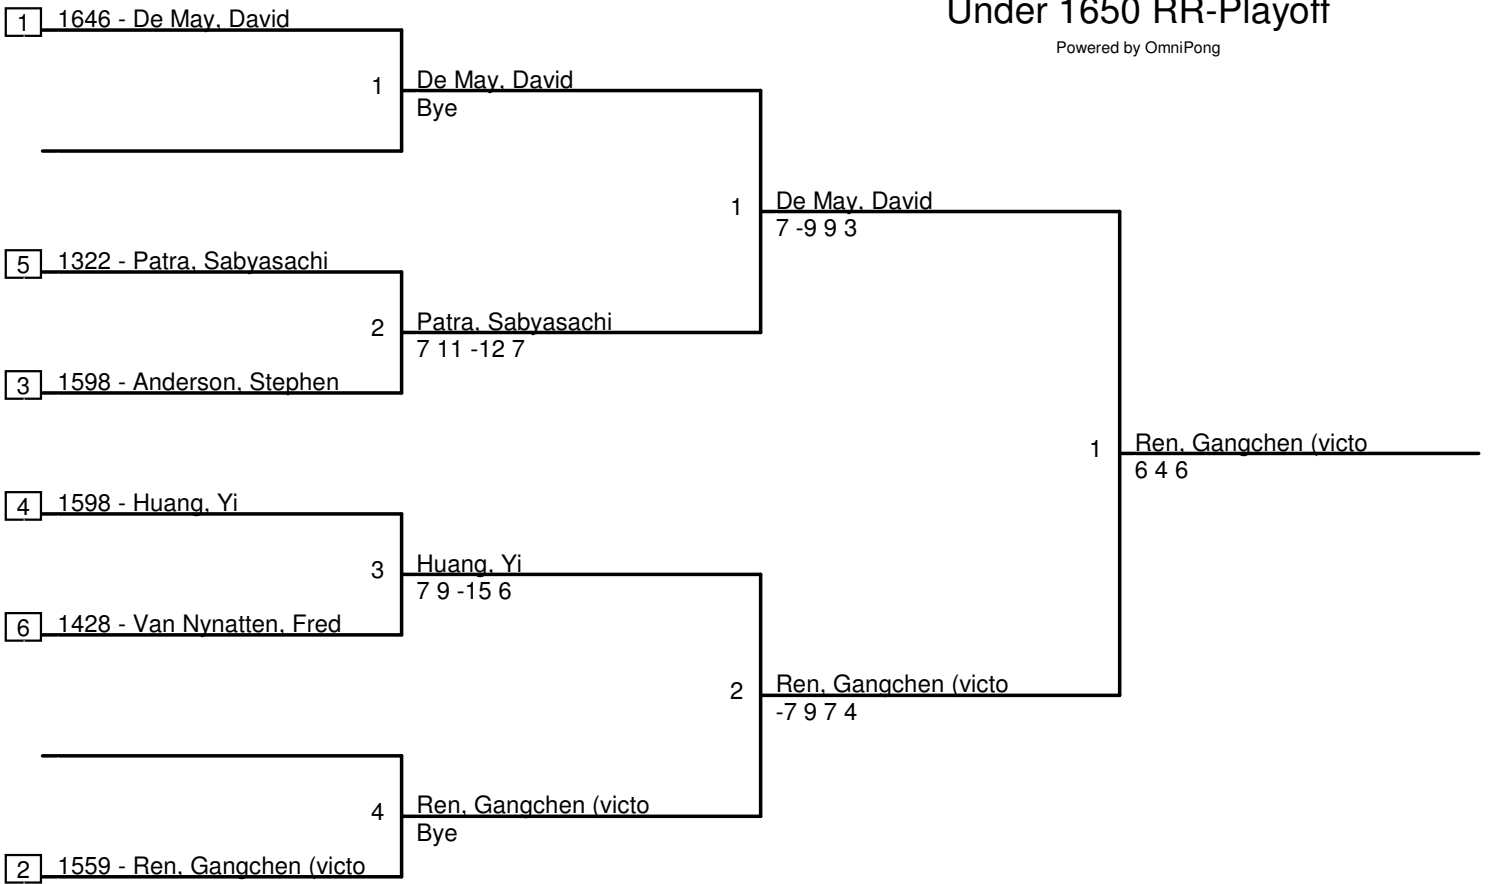 Under 1650 RR-Playoff
Powered by OmniPong
1 1646 - De May, David
1 De May, David
Bye
1 De May, David
7 -9 9 3
5 1322 - Patra, Sabyasachi
2 Patra, Sabyasachi
7 11 -12 7
3 1598 - Anderson, Stephen
1 Ren, Gangchen (victo
6 4 6
4 1598 - Huang, Yi
3 Huang, Yi
7 9 -15 6
6 1428 - Van Nynatten, Fred
2 Ren, Gangchen (victo
-7 9 7 4
4 Ren, Gangchen (victo
Bye
2 1559 - Ren, Gangchen (victo